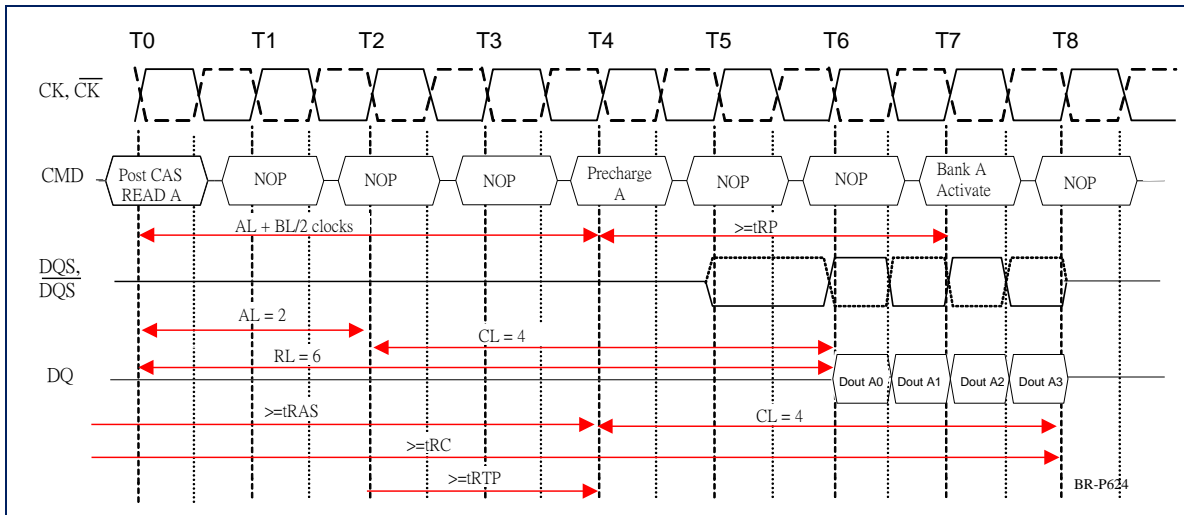 T0 T1 T2 T3 T4 T5 T6 T7 T8
CK, CK
CMD
Post CAS
READ A
NOP
NOP
NOP
Precharge
A
NOP
NOP
Bank A
Activate
NOP
AL + BL/2 clocks
>=tRP
DQS,
DQS
AL = 2
CL = 4
RL = 6
DQ
Dout A0
Dout A1
Dout A2
Dout A3
>=tRAS
CL = 4
>=tRC
>=tRTP
BR-P624